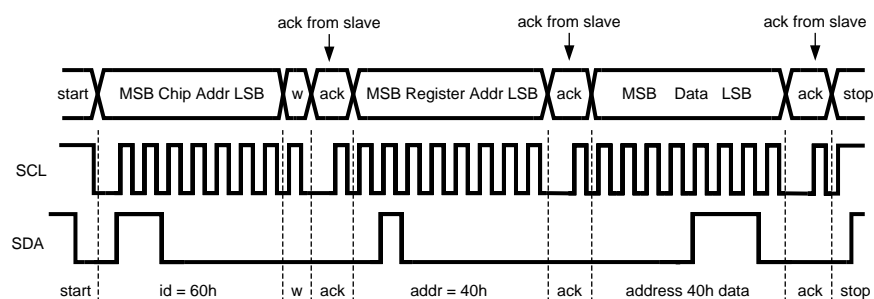 ack from slave ack from slave ack from slave
start MSB Chip Addr LSB w ack MSB Register Addr LSB ack MSB Data LSB ack stop
SCL
SDA
start id = 60h w ack addr = 40h ack address 40h data ack stop